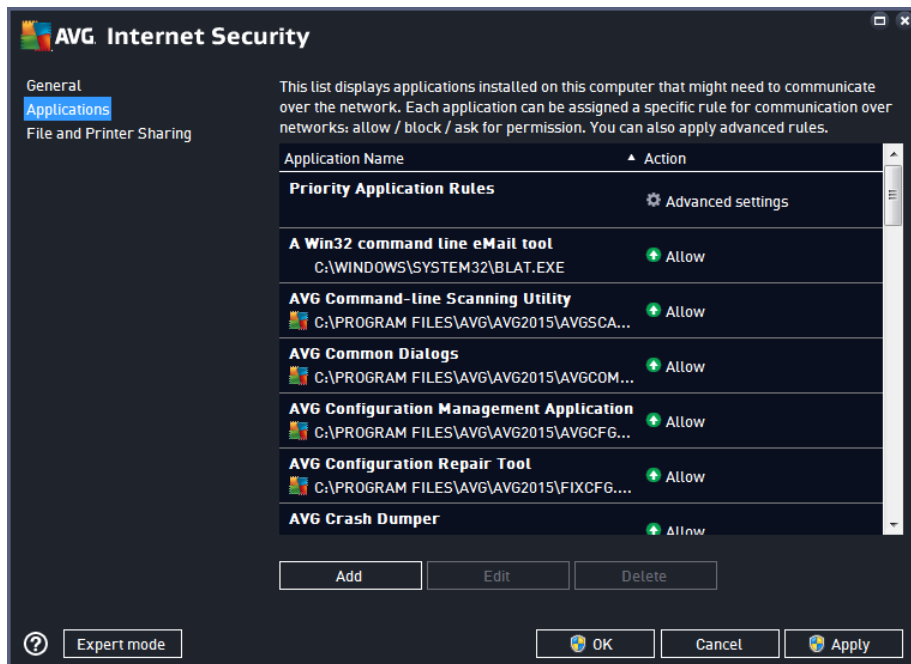 AVG Internet Security
General
Applications
File and Printer Sharing
This list displays applications installed on this computer that might need to communicate
over the network. Each application can be assigned a specific rule for communication over
networks: allow / block / ask for permission. You can also apply advanced rules.
Application Name Action
Priority Application Rules
Advanced settings
A Win32 command line eMail tool
C:\WINDOWS\SYSTEM32\BLAT.EXE
Allow
AVG Command-line Scanning Utility
C:\PROGRAM FILES\AVG\AVG2015\AVGSCA...
Allow
AVG Common Dialogs
C:\PROGRAM FILES\AVG\AVG2015\AVGCOM...
Allow
AVG Configuration Management Application
C:\PROGRAM FILES\AVG\AVG2015\AVGCFG...
Allow
AVG Configuration Repair Tool
C:\PROGRAM FILES\AVG\AVG2015\FIXCFG....
Allow
AVG Crash Dumper
Allow
Add Edit Delete
? Expert mode OK Cancel Apply